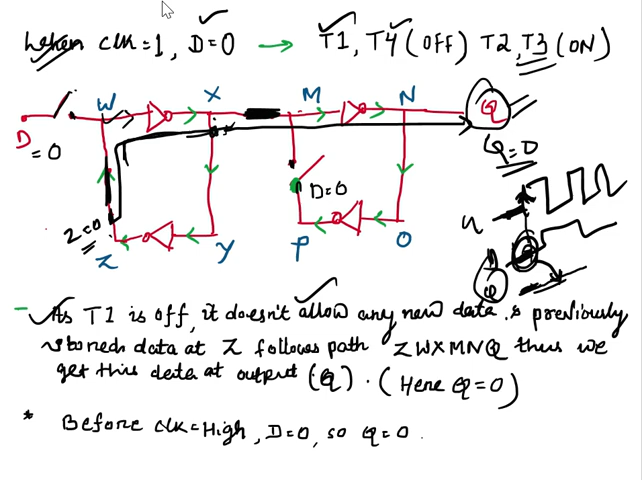 When clk=1, D=0 → T1, T4 (OFF) T2, T3 (ON)
W X M N Q
D = 0
Q=D
D=0
Z=0
Z Y P O
- As T1 is off, it doesn't allow any new data. previously
stored data at Z follows path ZWXMNQ thus we
get this data at output (Q). (Here Q=0)
* Before clk=High, D=0, so Q=0.